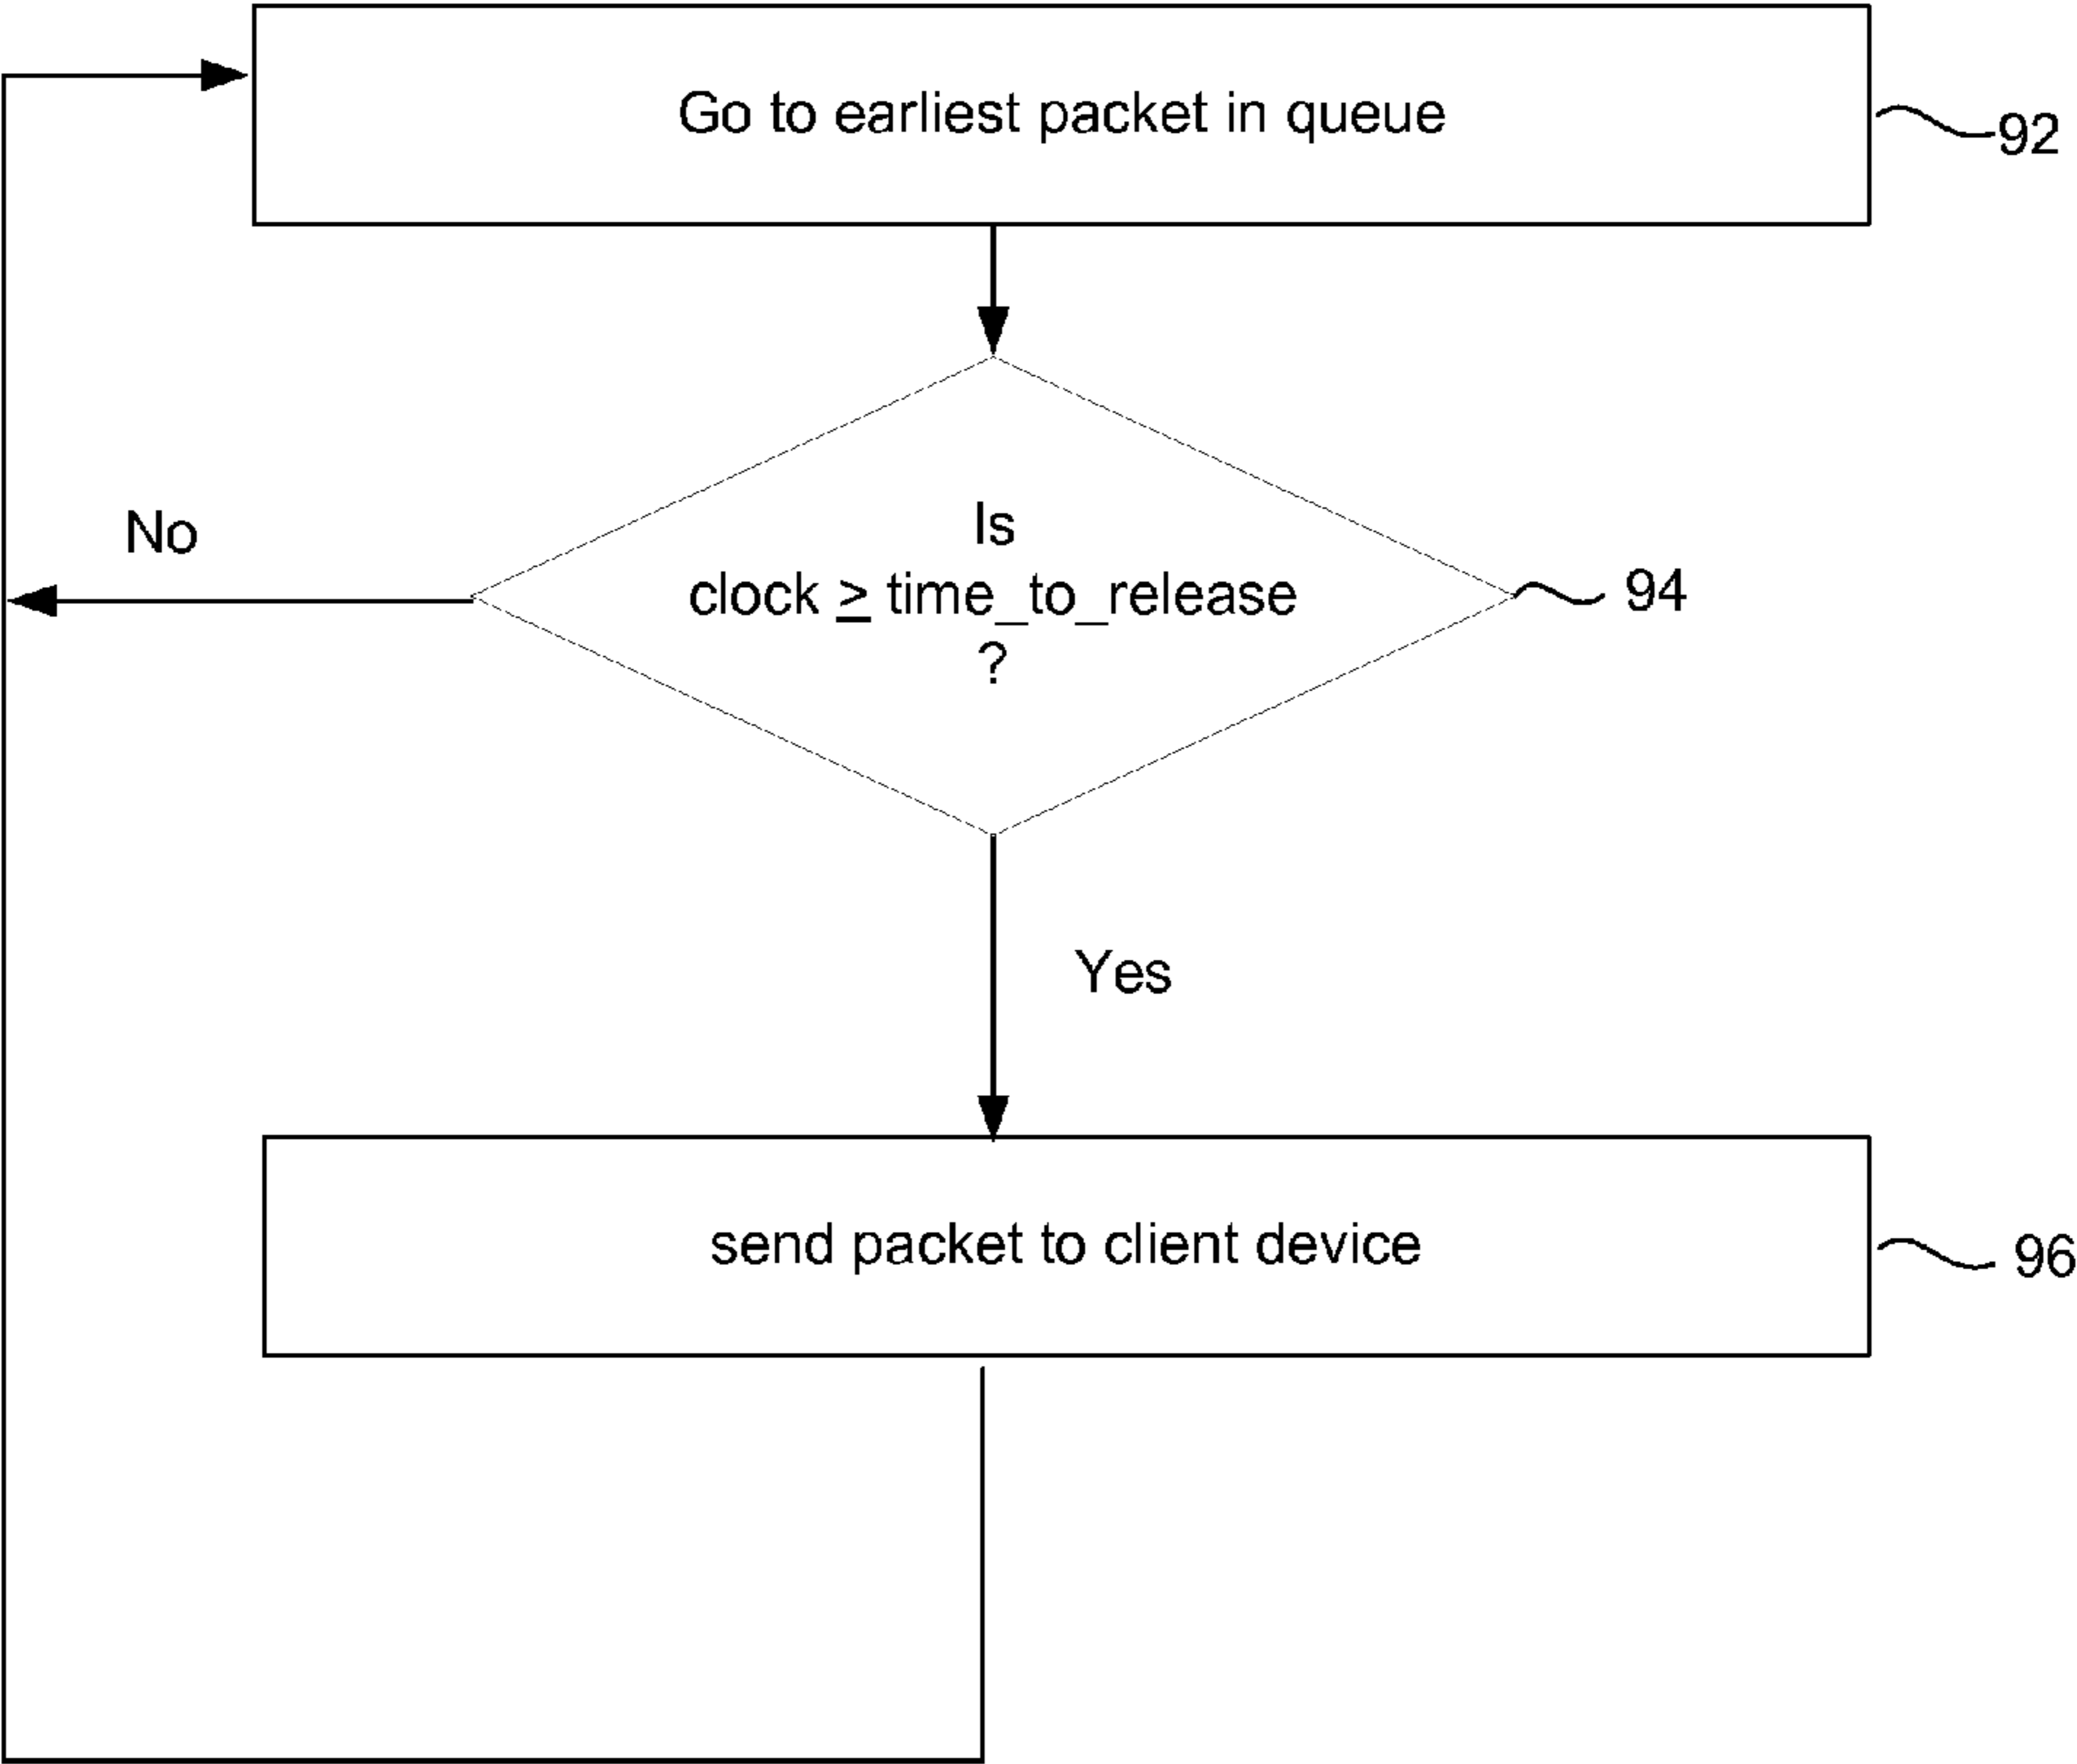 Go to earliest packet in queue
92
Is
clock ≥ time_to_release
?
94
No
Yes
send packet to client device
96